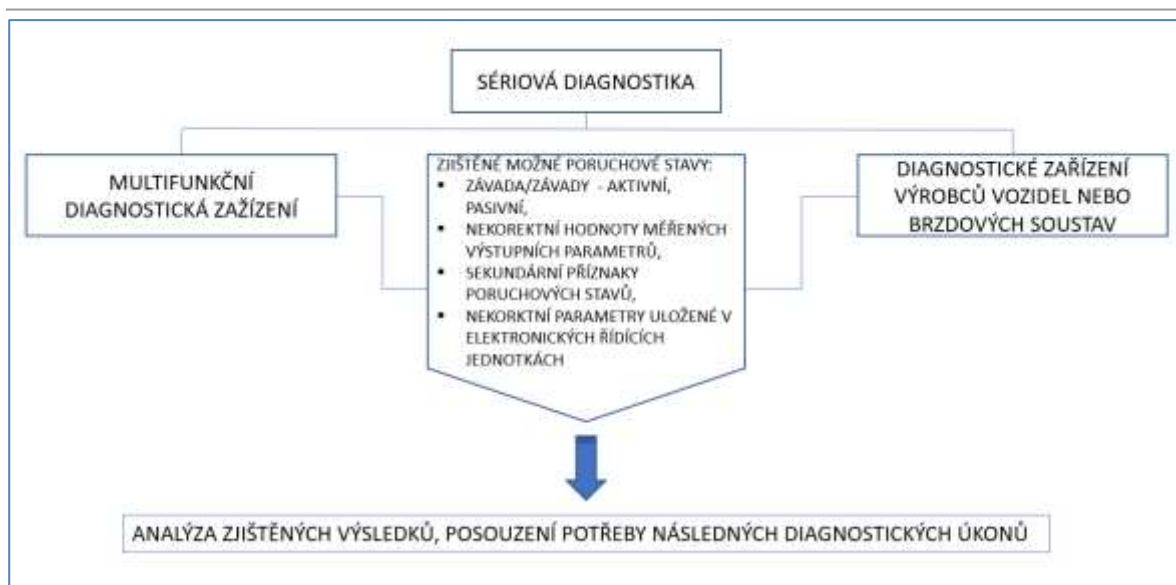 SÉRIOVÁ DIAGNOSTIKA
MULTIFUNKČNÍ
DIAGNOSTICKÁ ZAŽÍZENÍ
ZJIŠTĚNÉ MOŽNÉ PORUCHOVÉ STAVY:
▪ ZÁVADA/ZÁVADY - AKTIVNÍ,
PASIVNÍ,
▪ NEKOREKTNÍ HODNOTY MĚŘENÝCH
VÝSTUPNÍCH PARAMETRŮ,
▪ SEKUNDÁRNÍ PŘÍZNAKY
PORUCHOVÝCH STAVŮ,
▪ NEKORKTNÍ PARAMETRY ULOŽENÉ V
ELEKTRONICKÝCH ŘÍDÍCÍCH
JEDNOTKÁCH
DIAGNOSTICKÉ ZAŘÍZENÍ
VÝROBCŮ VOZIDEL NEBO
BRZDOVÝCH SOUSTAV
ANALÝZA ZJIŠTĚNÝCH VÝSLEDKŮ, POSOUZENÍ POTŘEBY NÁSLEDNÝCH DIAGNOSTICKÝCH ÚKONŮ